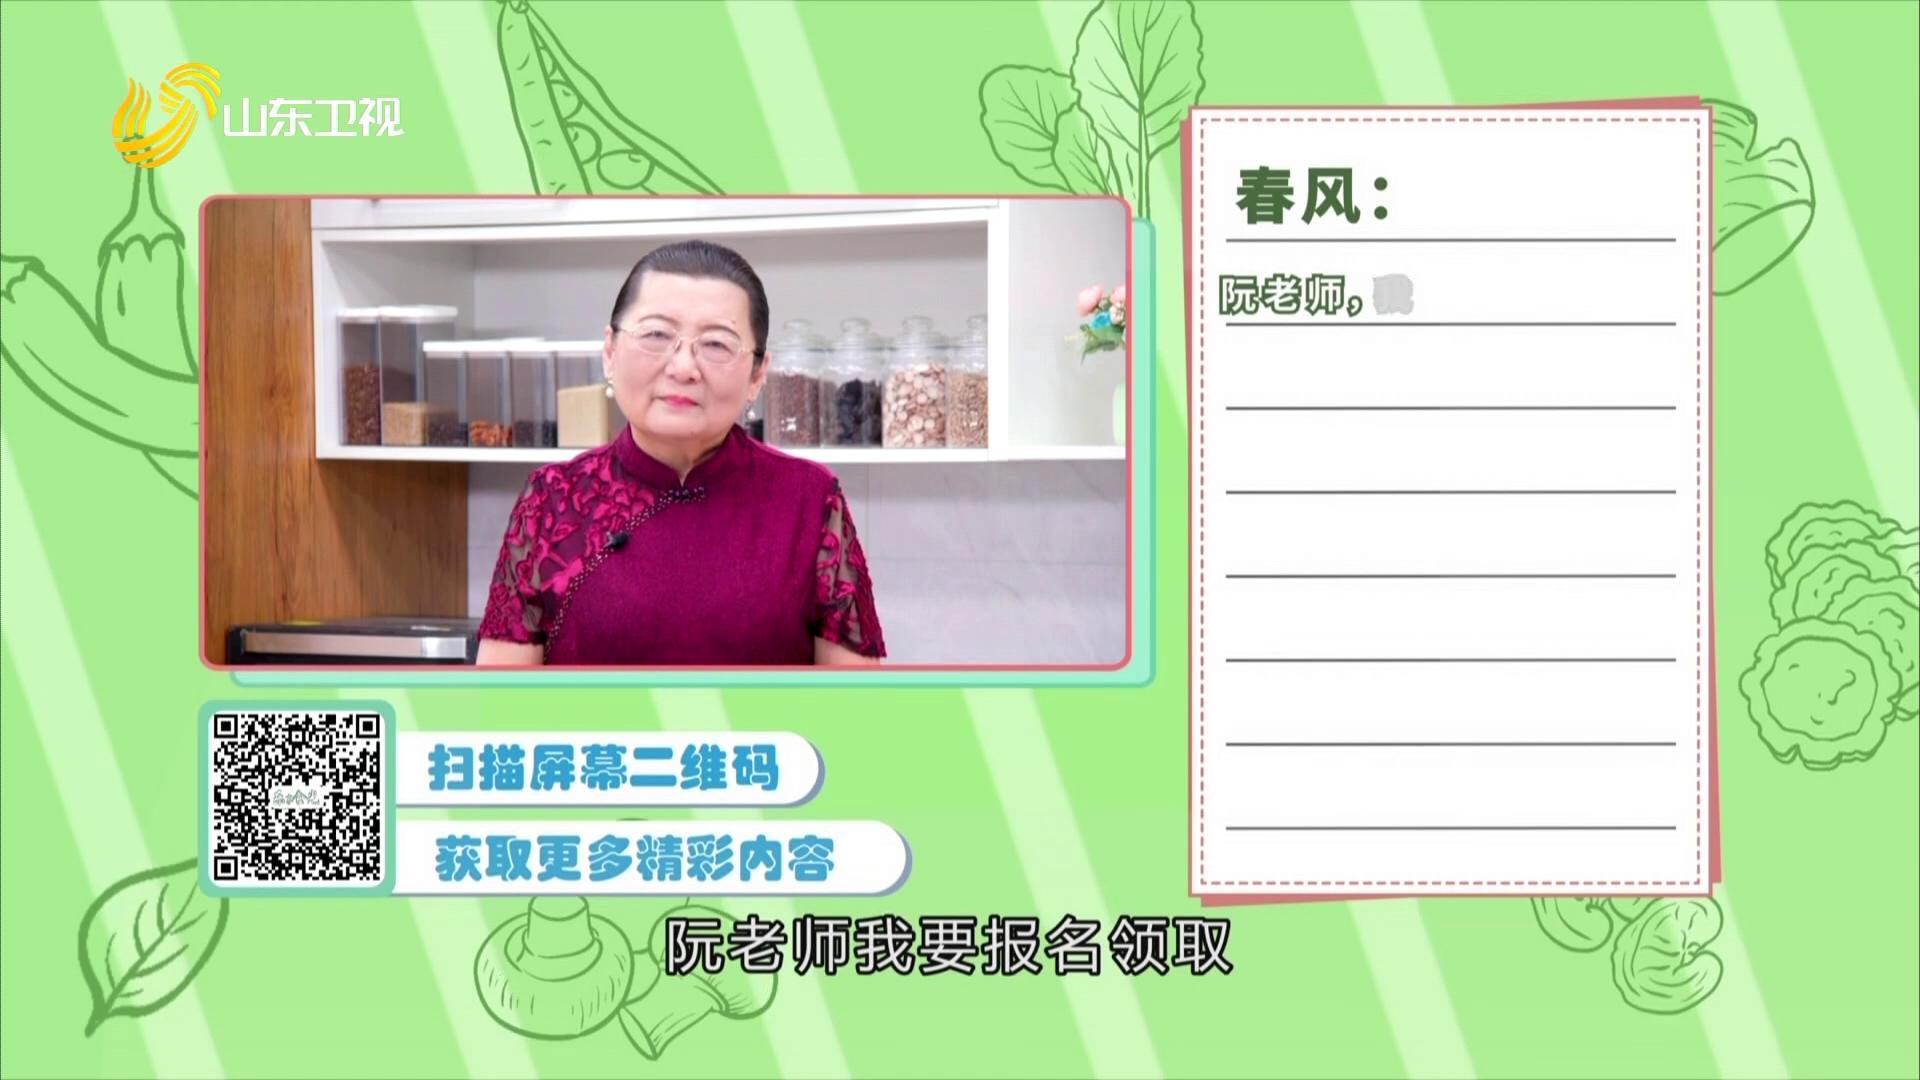 山东卫视
春风：
阮老师，我
扫描屏幕二维码
获取更多精彩内容
阮老师我要报名领取